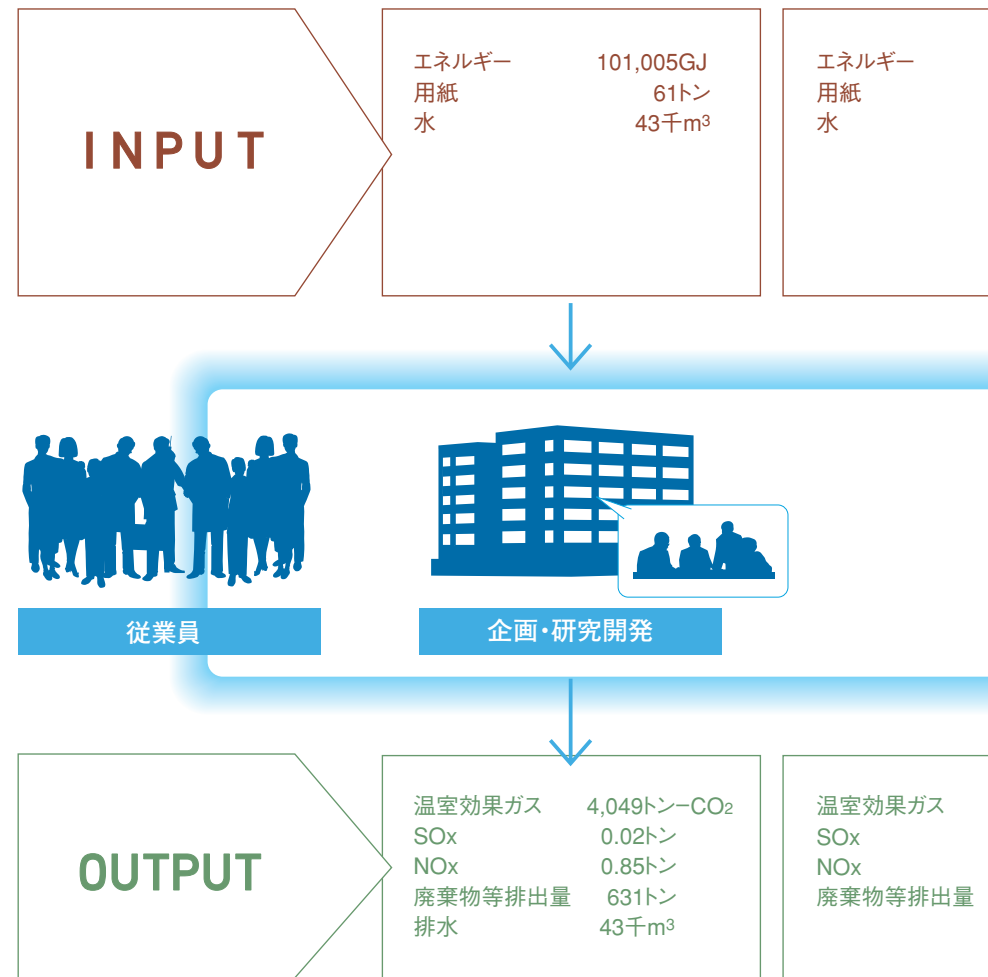 INPUT
エネルギー 101,005GJ
用紙 61トン
水 43千m³
エネルギー
用紙
水
従業員
企画・研究開発
OUTPUT
温室効果ガス 4,049トン−CO₂
SOx 0.02トン
NOx 0.85トン
廃棄物等排出量 631トン
排水 43千m³
温室効果ガス
SOx
NOx
廃棄物等排出量